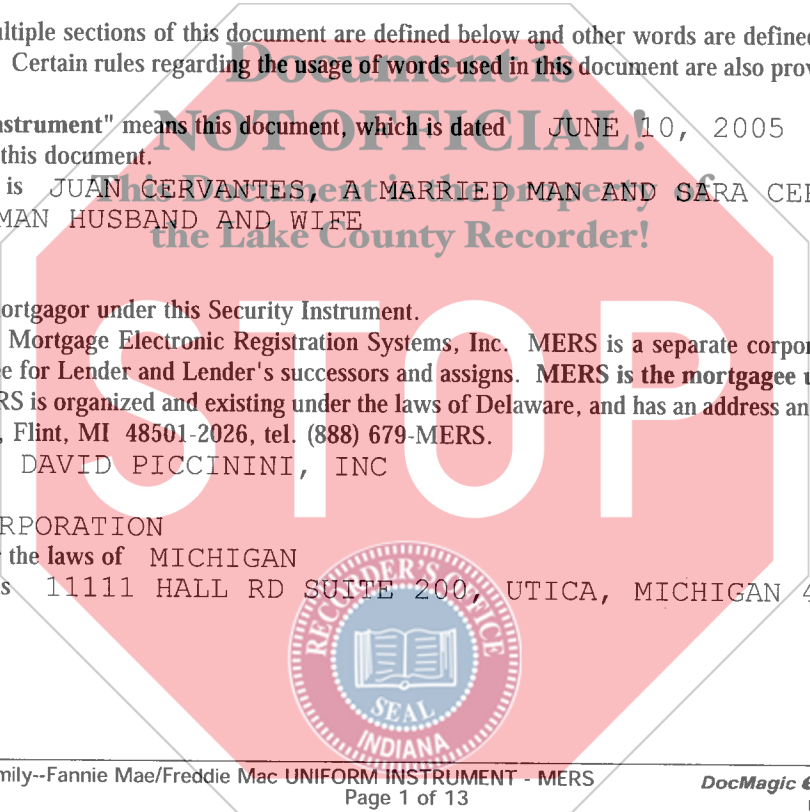 ultiple sections of this document are defined below and other words are define
Certain rules regarding the usage of words used in this document are also prov
Document is
NOT OFFICIAL!
This Document is the property of
the Lake County Recorder!
nstrument" means this document, which is dated JUNE 10, 2005
this document.
is JUAN CERVANTES, A MARRIED MAN AND SARA CER
MAN HUSBAND AND WIFE
ortgagor under this Security Instrument.
Mortgage Electronic Registration Systems, Inc. MERS is a separate corpor
e for Lender and Lender's successors and assigns. MERS is the mortgagee u
RS is organized and existing under the laws of Delaware, and has an address an
, Flint, MI 48501-2026, tel. (888) 679-MERS.
STOP
DAVID PICCININI, INC
RPORATION
the laws of MICHIGAN
s 11111 HALL RD SUITE 200, UTICA, MICHIGAN 4
RECORDER'S OFFICE
SEAL
INDIANA
mily--Fannie Mae/Freddie Mac UNIFORM INSTRUMENT - MERS
DocMagic
Page 1 of 13